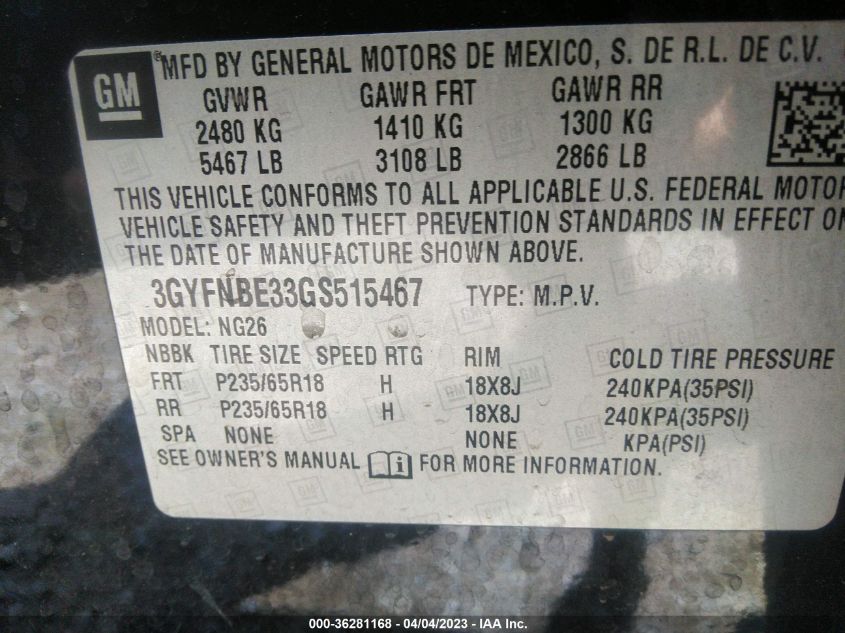 GM
®MFD BY GENERAL MOTORS DE MEXICO, S. DE R.L. DE C.V.
GVWR GAWR FRT GAWR RR
2480 KG 1410 KG 1300 KG
5467 LB 3108 LB 2866 LB
THIS VEHICLE CONFORMS TO ALL APPLICABLE U.S. FEDERAL MOTOR
VEHICLE SAFETY AND THEFT PREVENTION STANDARDS IN EFFECT ON
THE DATE OF MANUFACTURE SHOWN ABOVE.
3GYFNBE33GS515467 TYPE: M.P.V.
MODEL: NG26
NBBK TIRE SIZE SPEED RTG RIM COLD TIRE PRESSURE
FRT P235/65R18 H 18X8J 240KPA(35PSI)
RR P235/65R18 H 18X8J 240KPA(35PSI)
SPA NONE NONE KPA(PSI)
SEE OWNER'S MANUAL FOR MORE INFORMATION.
000-36281168 - 04/04/2023 - IAA Inc.